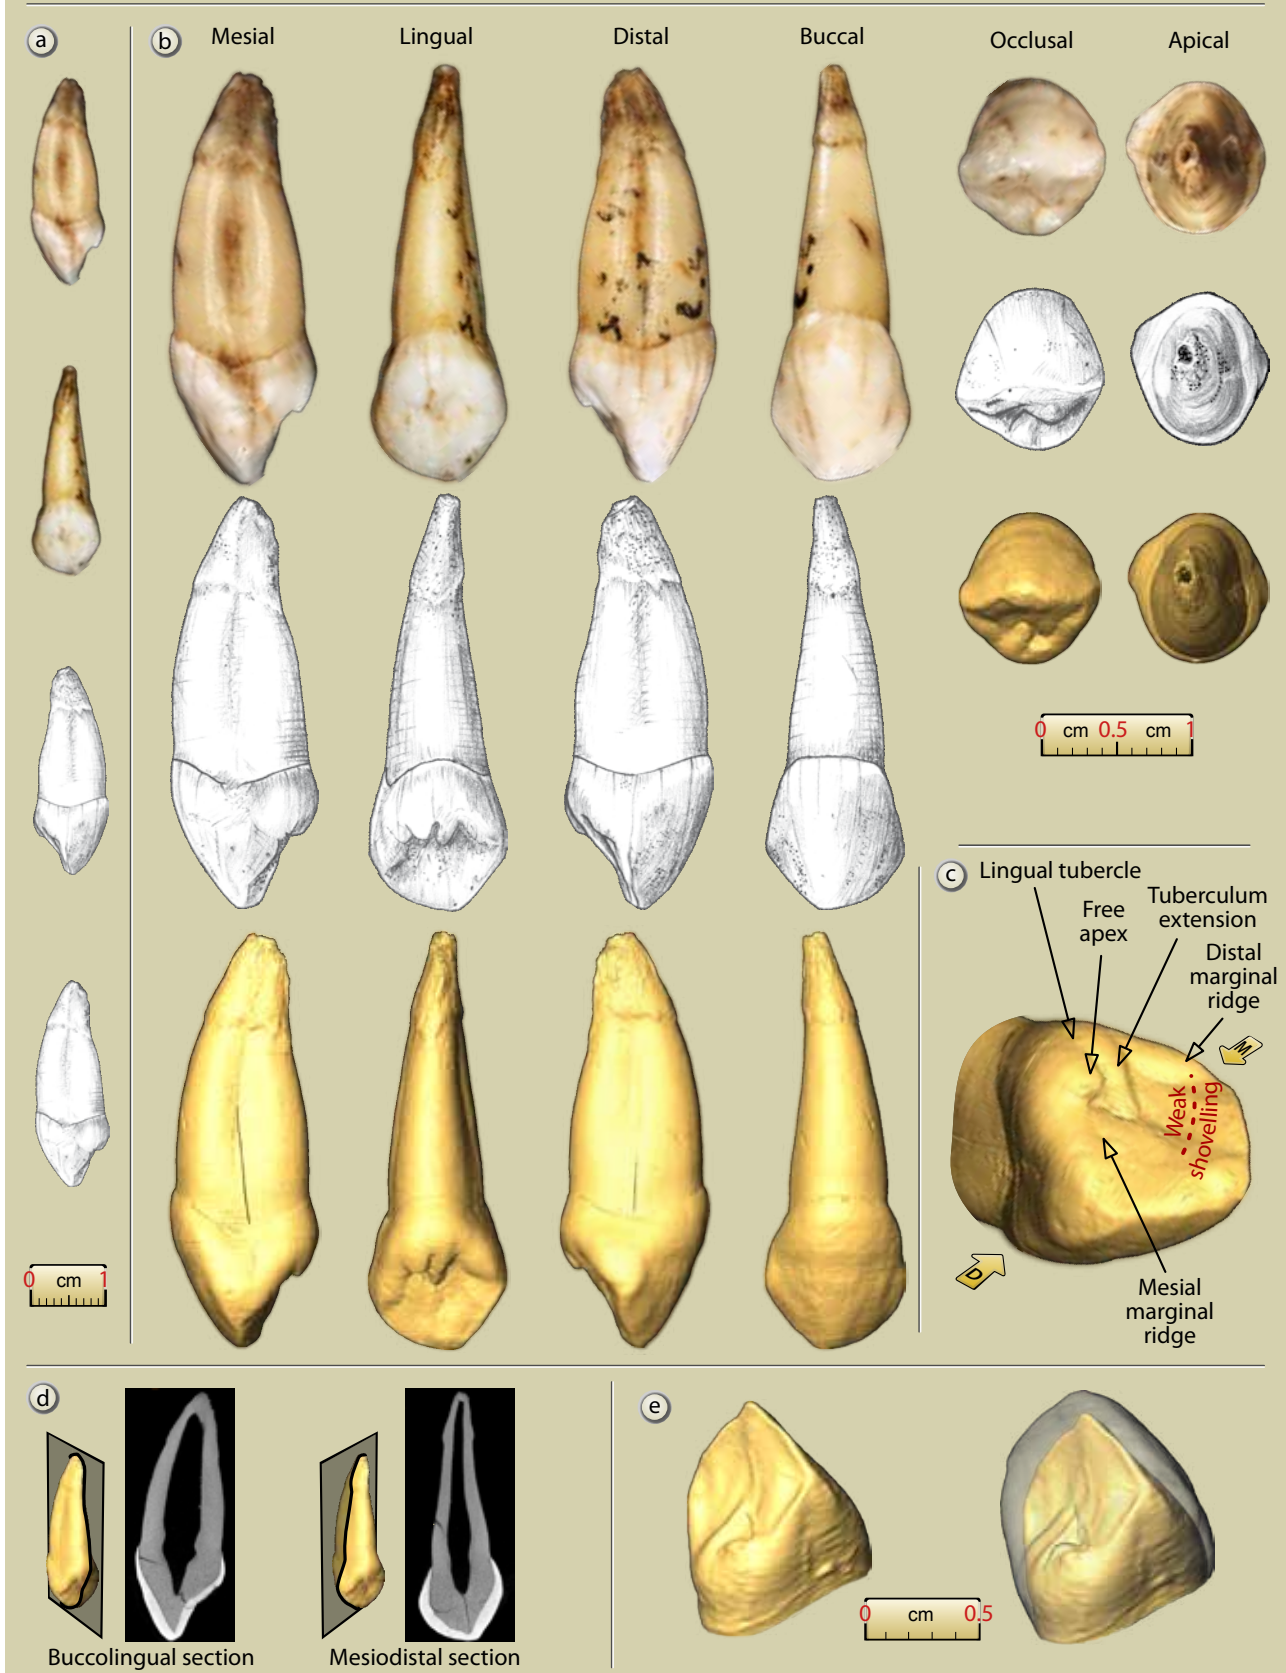 a
b
Mesial
Lingual
Distal
Buccal
Occlusal
Apical
0 cm 0.5 cm 1
c
Lingual tubercle
Free
apex
Tuberculum
extension
Distal
marginal
ridge
M
Weak
shovelling
D
Mesial
marginal
ridge
0 cm 1
d
Buccolingual section
Mesiodistal section
e
0 cm 0.5